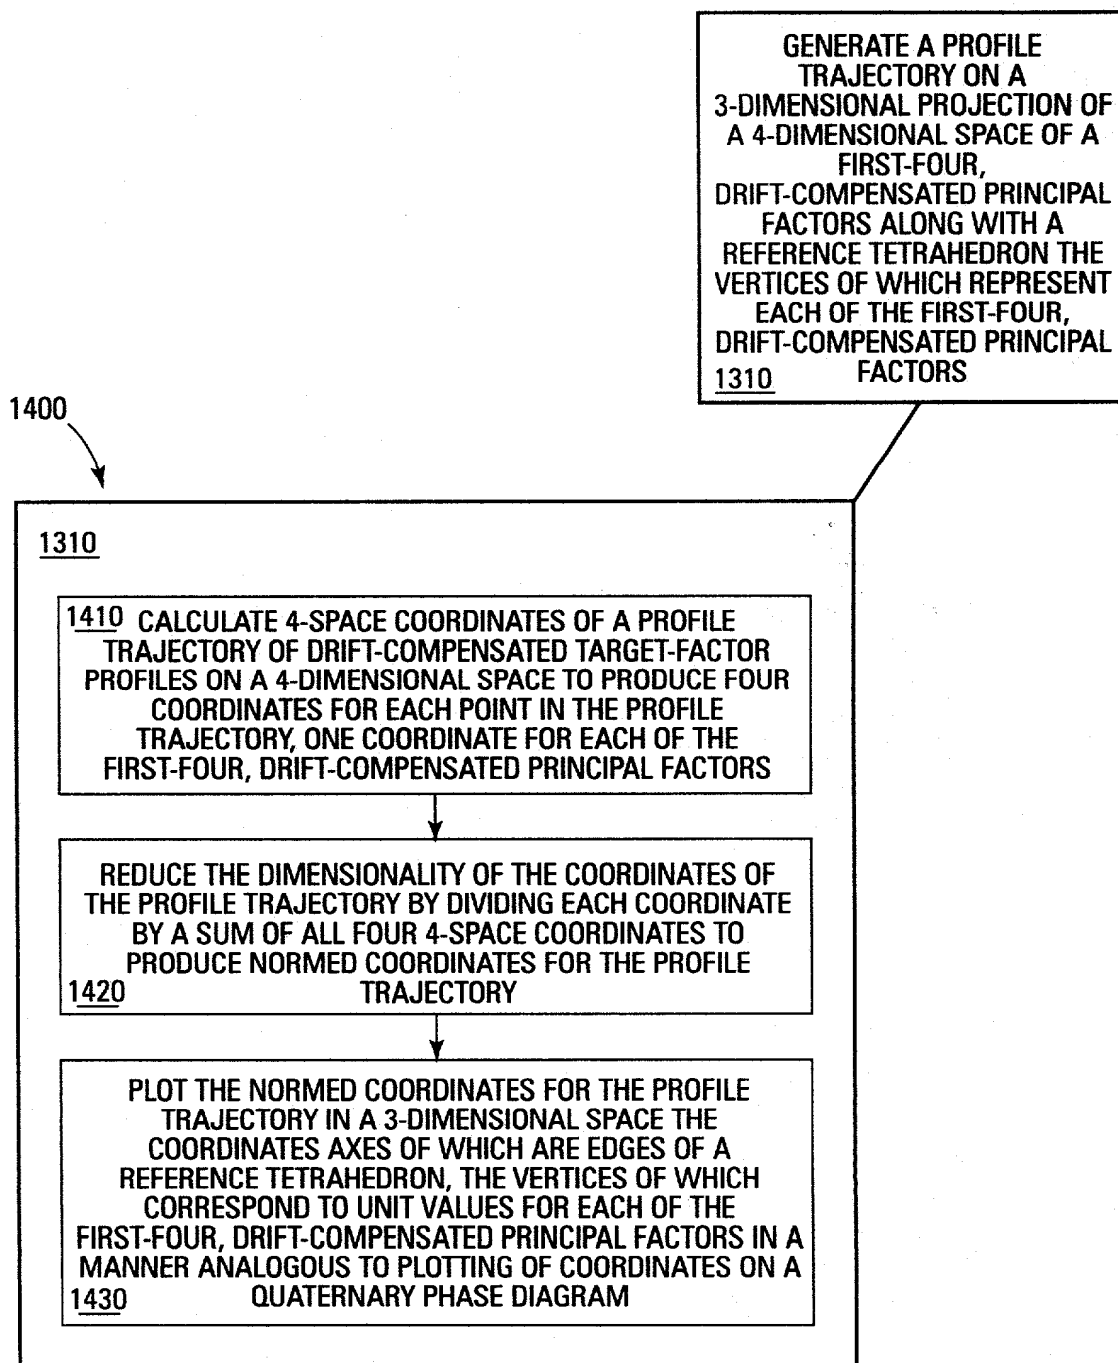 GENERATE A PROFILE
TRAJECTORY ON A
3-DIMENSIONAL PROJECTION OF
A 4-DIMENSIONAL SPACE OF A
FIRST-FOUR,
DRIFT-COMPENSATED PRINCIPAL
FACTORS ALONG WITH A
REFERENCE TETRAHEDRON THE
VERTICES OF WHICH REPRESENT
EACH OF THE FIRST-FOUR,
DRIFT-COMPENSATED PRINCIPAL
1310 FACTORS
1400
1310
1410 CALCULATE 4-SPACE COORDINATES OF A PROFILE
TRAJECTORY OF DRIFT-COMPENSATED TARGET-FACTOR
PROFILES ON A 4-DIMENSIONAL SPACE TO PRODUCE FOUR
COORDINATES FOR EACH POINT IN THE PROFILE
TRAJECTORY, ONE COORDINATE FOR EACH OF THE
FIRST-FOUR, DRIFT-COMPENSATED PRINCIPAL FACTORS
REDUCE THE DIMENSIONALITY OF THE COORDINATES OF
THE PROFILE TRAJECTORY BY DIVIDING EACH COORDINATE
BY A SUM OF ALL FOUR 4-SPACE COORDINATES TO
PRODUCE NORMED COORDINATES FOR THE PROFILE
1420 TRAJECTORY
PLOT THE NORMED COORDINATES FOR THE PROFILE
TRAJECTORY IN A 3-DIMENSIONAL SPACE THE
COORDINATES AXES OF WHICH ARE EDGES OF A
REFERENCE TETRAHEDRON, THE VERTICES OF WHICH
CORRESPOND TO UNIT VALUES FOR EACH OF THE
FIRST-FOUR, DRIFT-COMPENSATED PRINCIPAL FACTORS IN A
MANNER ANALOGOUS TO PLOTTING OF COORDINATES ON A
1430 QUATERNARY PHASE DIAGRAM